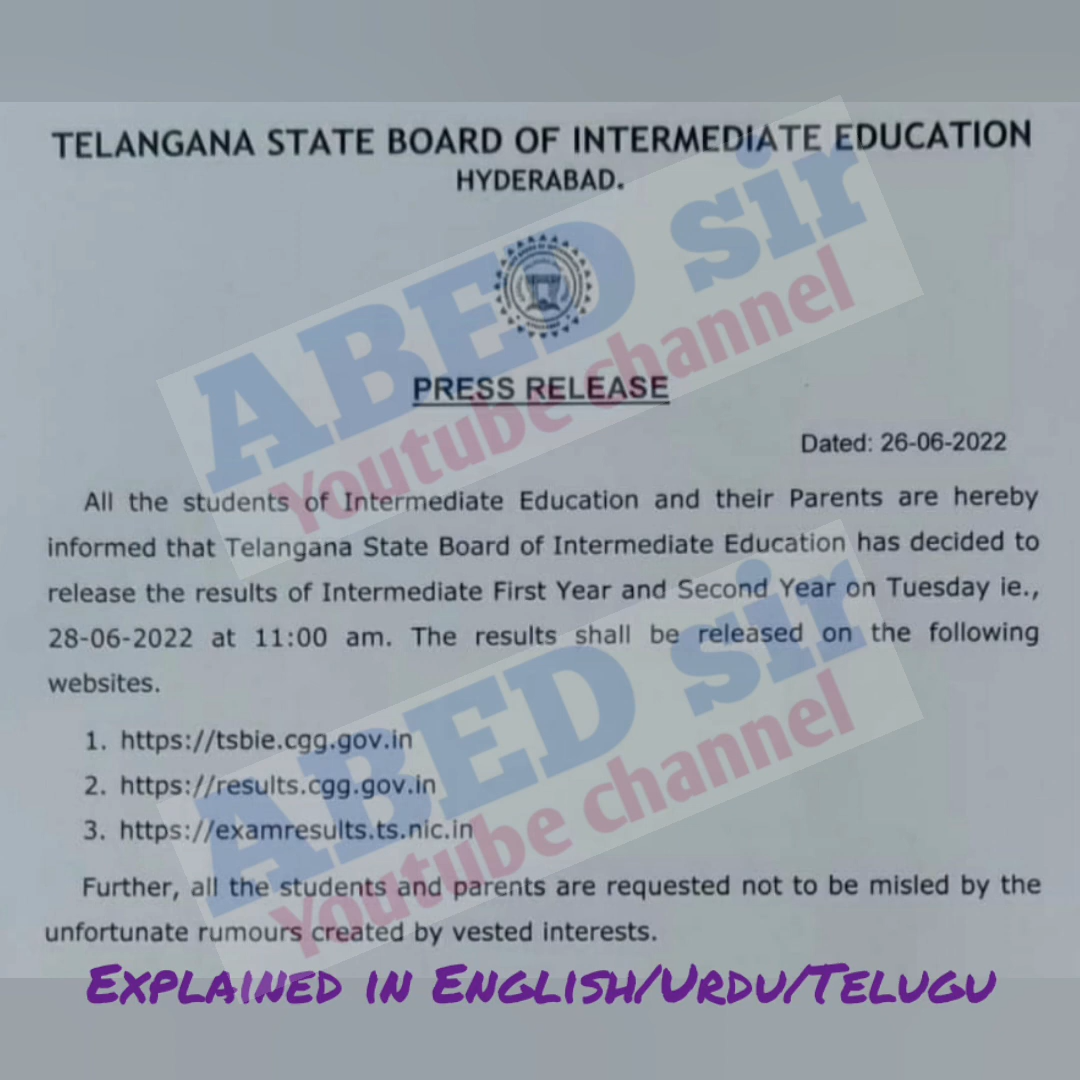 TELANGANA STATE BOARD OF INTERMEDIATE EDUCATION
HYDERABAD.
PRESS RELEASE
Dated: 26-06-2022
All the students of Intermediate Education and their Parents are hereby
informed that Telangana State Board of Intermediate Education has decided to
release the results of Intermediate First Year and Second Year on Tuesday ie.,
28-06-2022 at 11:00 am. The results shall be released on the following
websites.
1. https://tsbie.cgg.gov.in
2. https://results.cgg.gov.in
3. https://examresults.ts.nic.in
Further, all the students and parents are requested not to be misled by the
unfortunate rumours created by vested interests.
Explained in English/Urdu/Telugu
ABED sir
Youtube channel
ABED sir
Youtube channel